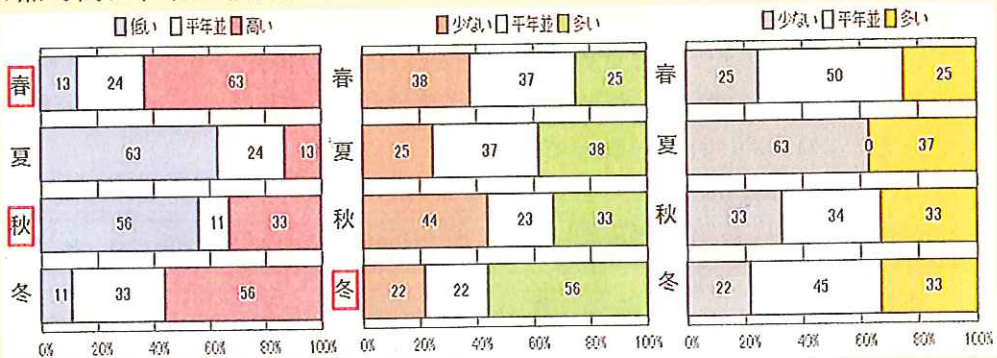 低い 平年並 高い
春 13 24 63
夏 63 24 13
秋 56 11 33
冬 11 33 56
0% 20% 40% 60% 80% 100%
少ない 平年並 多い
春 38 37 25
夏 25 37 38
秋 44 23 33
冬 22 22 56
0% 20% 40% 60% 80% 100%
少ない 平年並 多い
春 25 50 25
夏 63 0 37
秋 33 34 33
冬 22 45 33
0% 20% 40% 60% 80% 100%